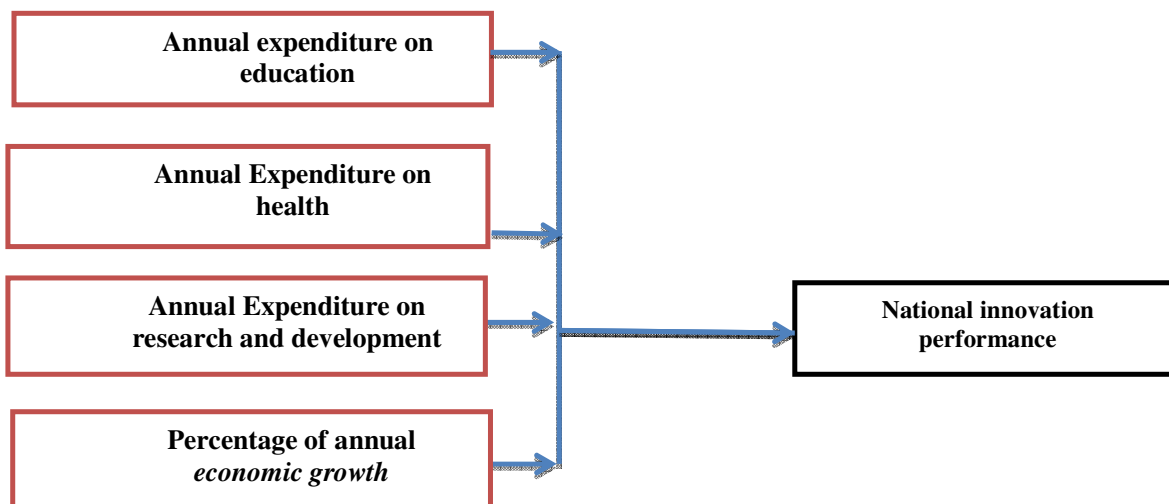 Annual expenditure on
education
Annual Expenditure on
health
Annual Expenditure on
research and development
National innovation
performance
Percentage of annual
economic growth